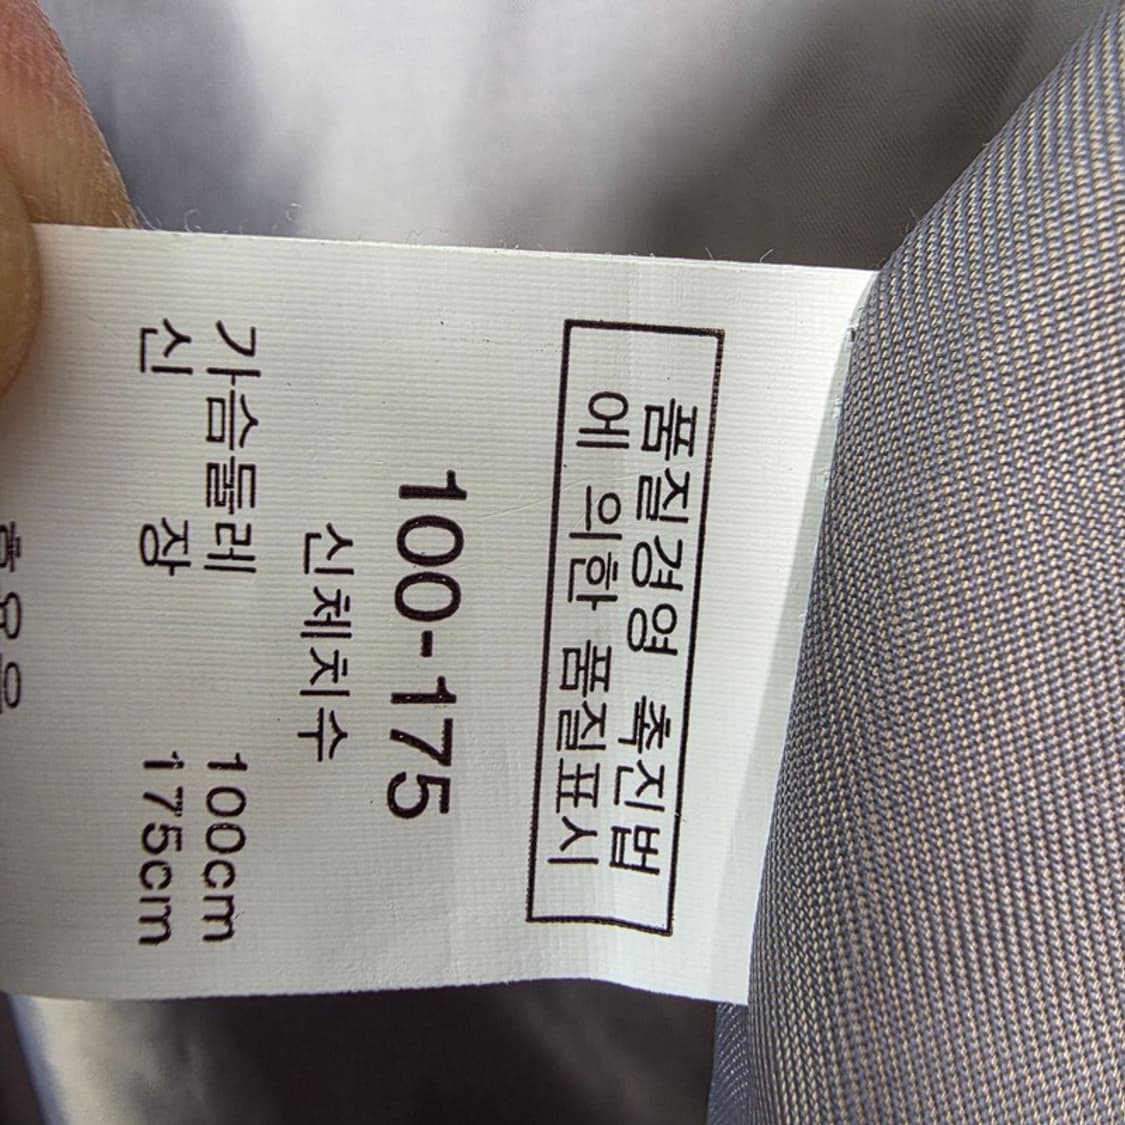 품질경영 촉진법
에 의한 품질표시
100-175
신체치수
가슴둘레 100cm
신 장 175cm